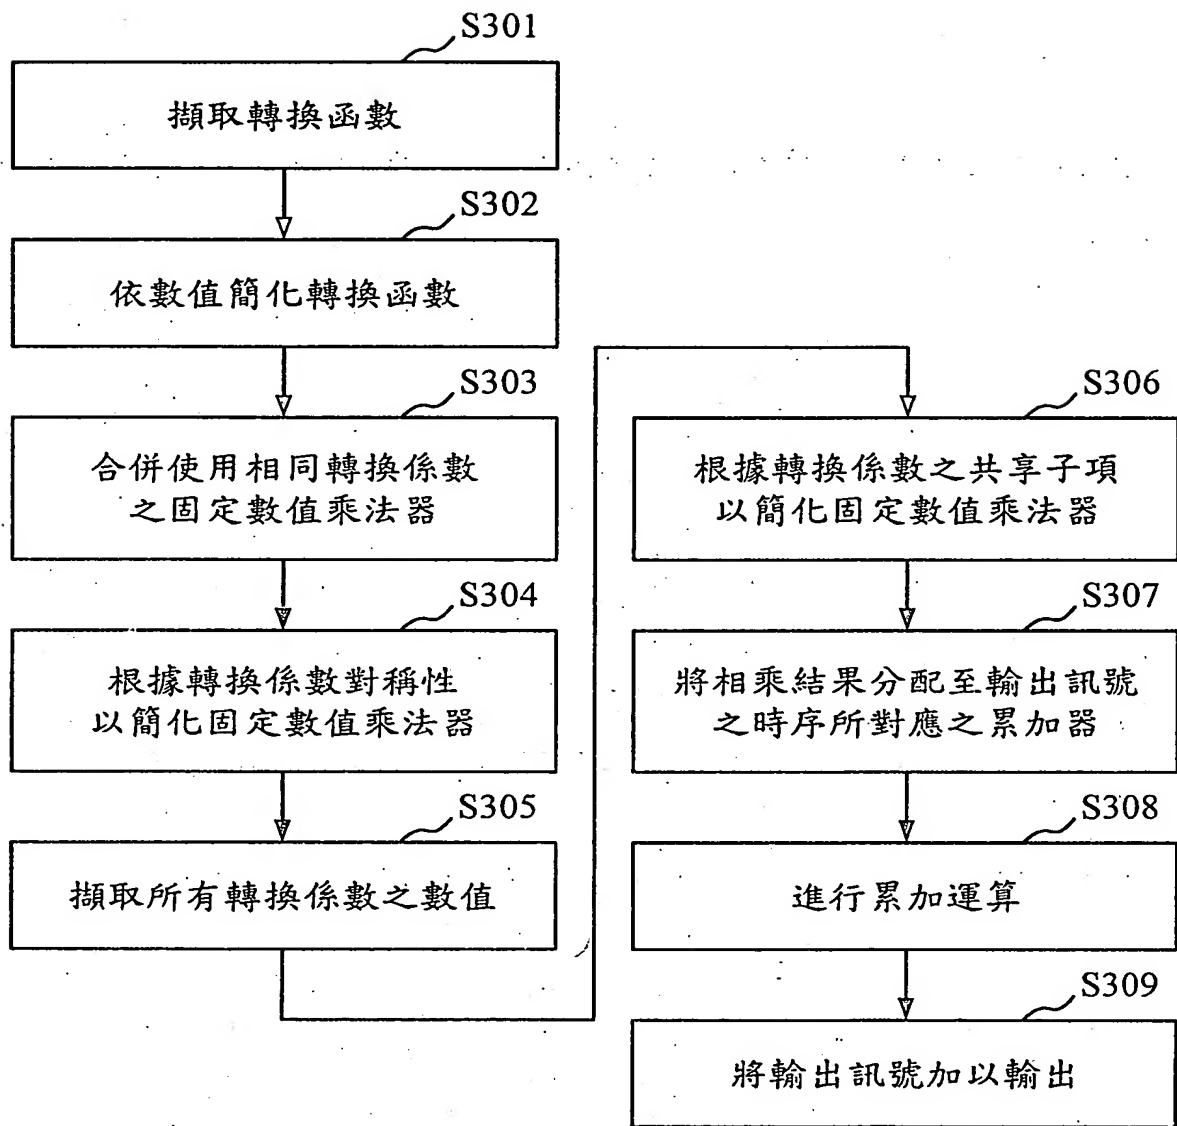 S301
擷取轉換函數
S302
依數值簡化轉換函數
S303
合併使用相同轉換係數
之固定數值乘法器
S304
根據轉換係數對稱性
以簡化固定數值乘法器
S305
擷取所有轉換係數之數值
S306
根據轉換係數之共享子項
以簡化固定數值乘法器
S307
將相乘結果分配至輸出訊號
之時序所對應之累加器
S308
進行累加運算
S309
將輸出訊號加以輸出